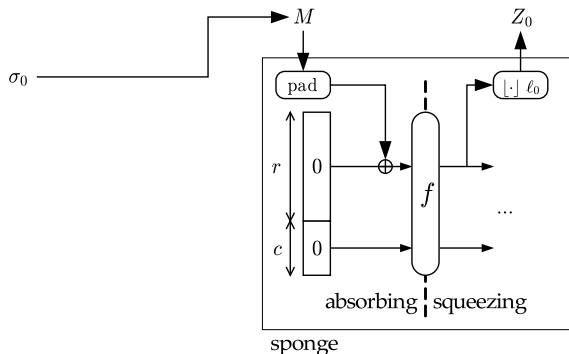 M Z₀
σ₀
pad ⌊·⌋ ℓ₀
r 0
f
...
c 0
absorbing squeezing
sponge